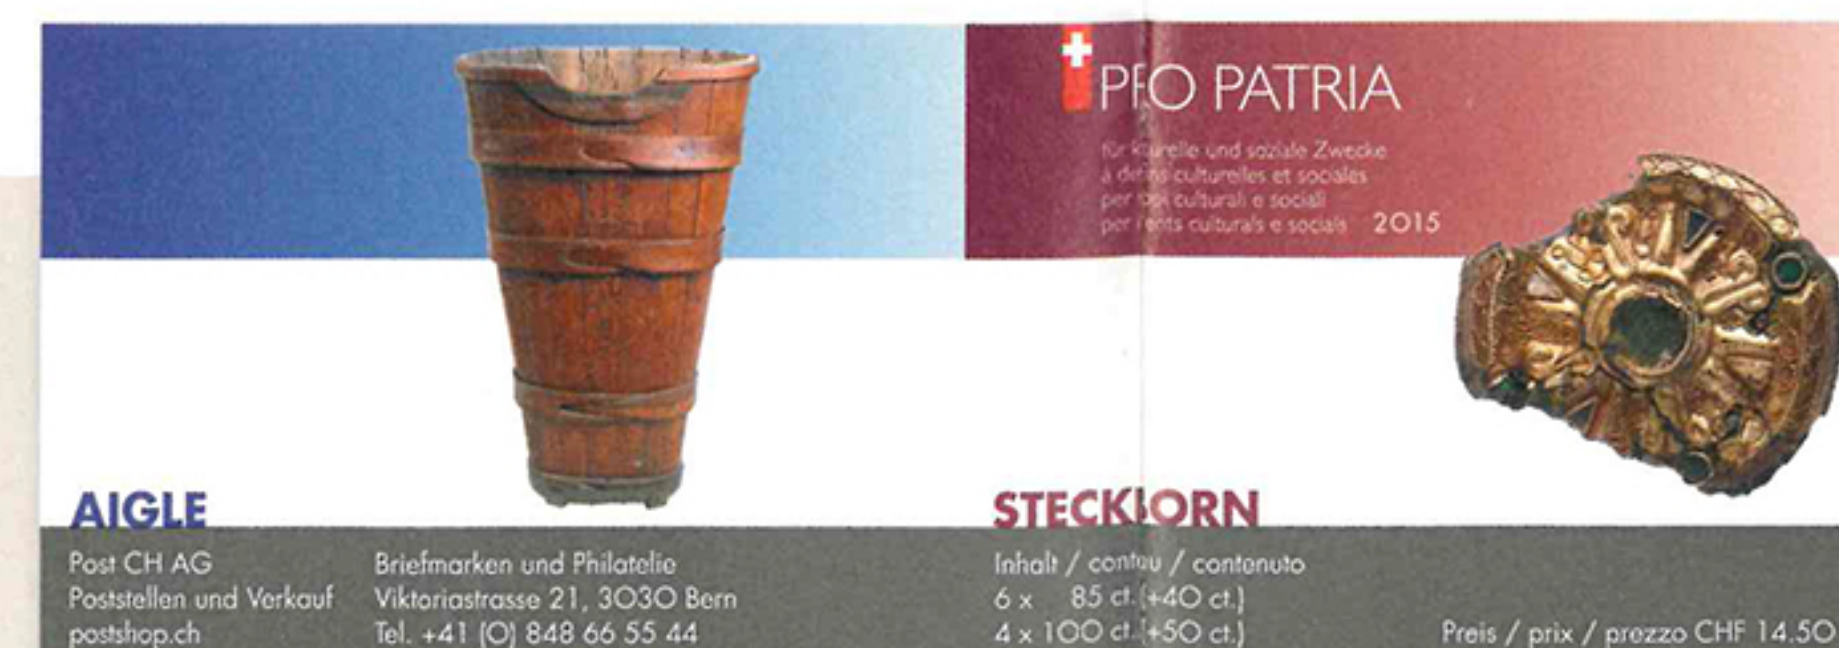 AIGLE
Post CH AG
Poststellen und Verkauf
postshop.ch
Briefmarken und Philatelie
Viktoriastrasse 21, 3030 Bern
Tel. +41 (0) 848 66 55 44
PRO PATRIA
für kulturelle und soziale Zwecke
à des fins culturelles et sociales
per scopi culturali e sociali
per intents culturals e socials 2015
STECKBORN
Inhalt / contenu / contenuto
6 x 85 ct. (+40 ct.)
4 x 100 ct. (+50 ct.)
Preis / prix / prezzo CHF 14.50